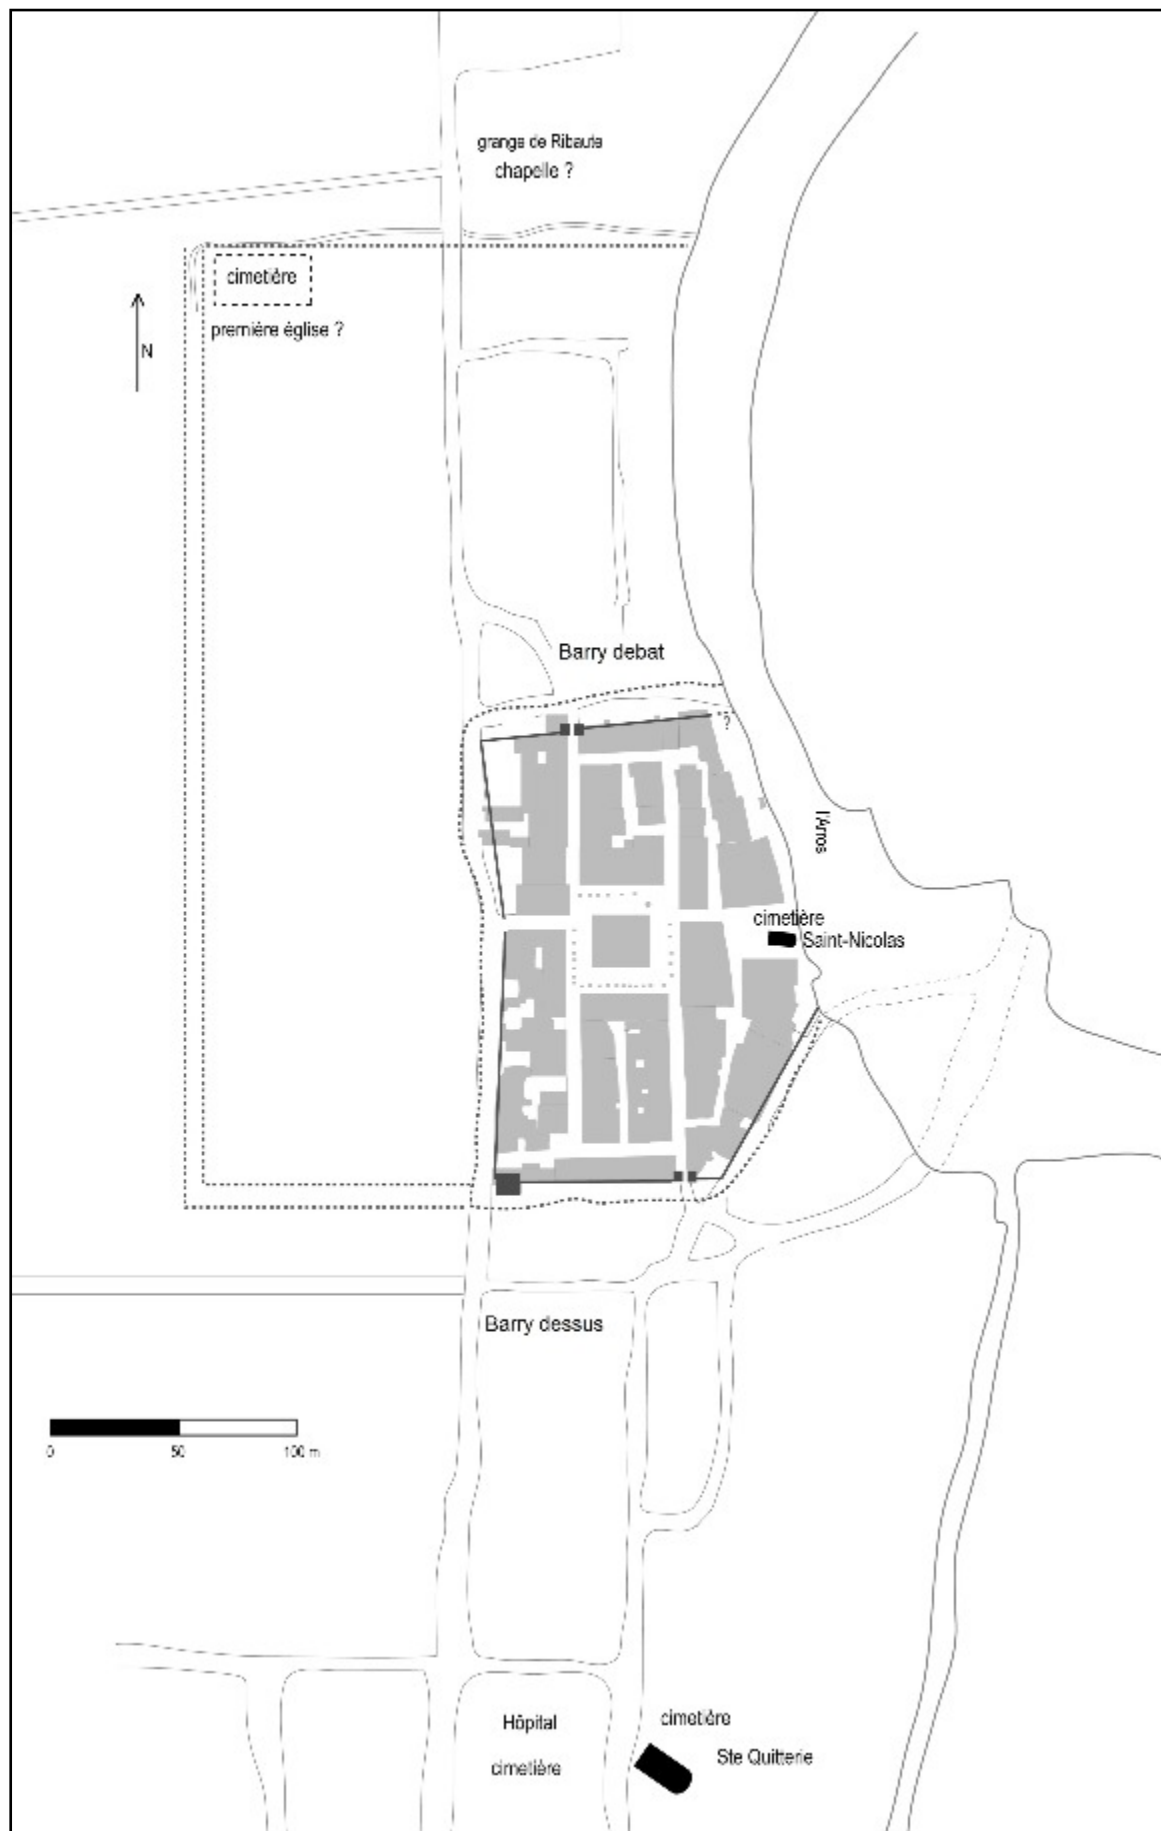 grange de Ribaute
chapelle ?
cimetière
première église ?
N
Barry debat
?
l'Arros
cimetière
Saint-Nicolas
Barry dessus
0 50 100 m
Hôpital
cimetière
cimetière
Ste Quitterie